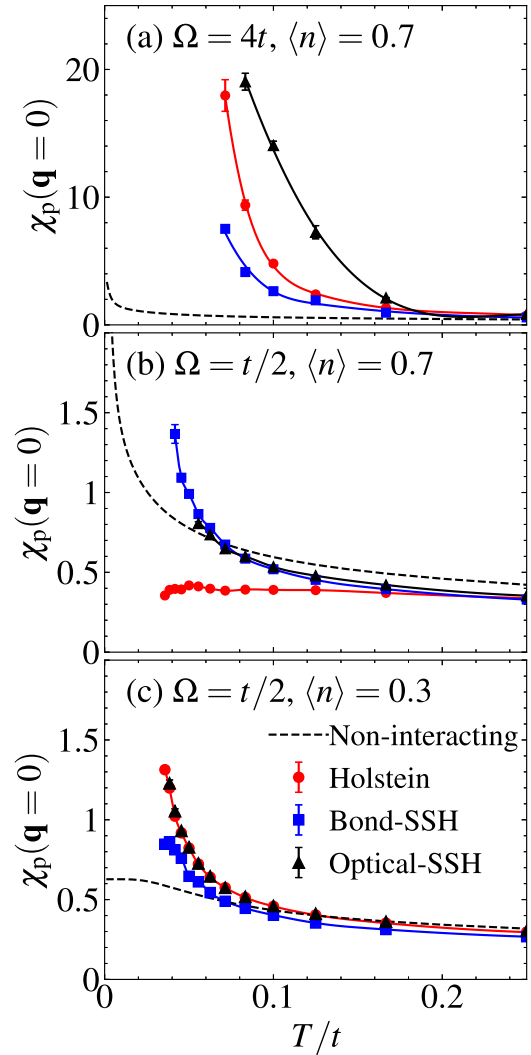 (a) Ω = 4t, ⟨n⟩ = 0.7
20
10
0
χp(q = 0)
(b) Ω = t/2, ⟨n⟩ = 0.7
1.5
1
0.5
0
χp(q = 0)
(c) Ω = t/2, ⟨n⟩ = 0.3
Non-interacting
Holstein
Bond-SSH
Optical-SSH
1.5
1
0.5
0
χp(q = 0)
0 0.1 0.2
T/t